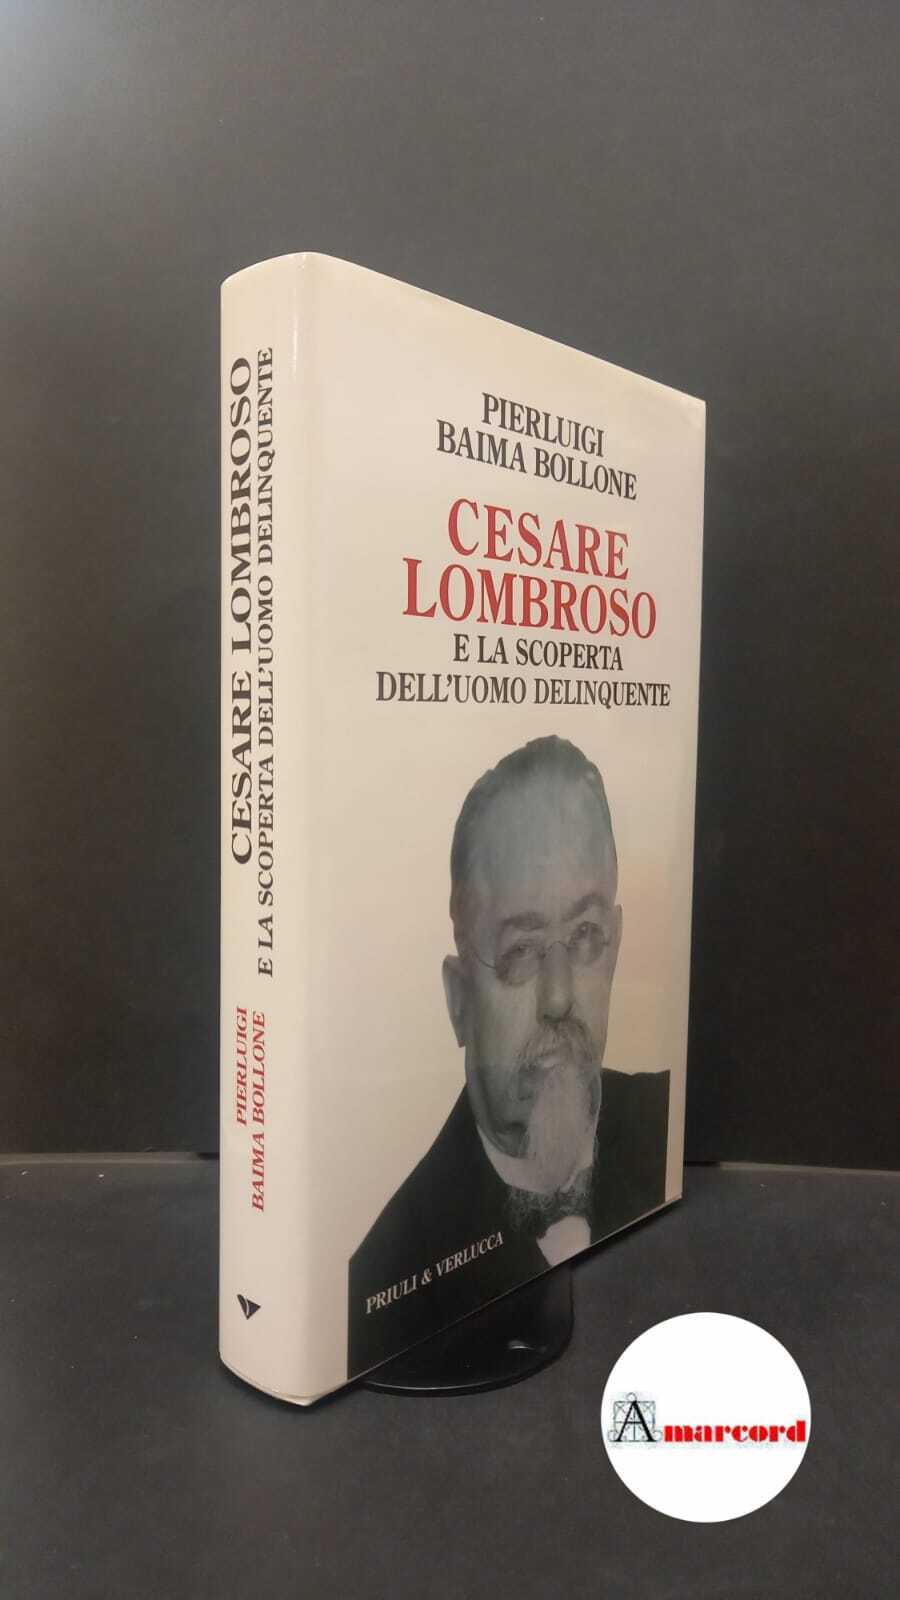 PIERLUIGI
BAIMA BOLLONE
CESARE
LOMBROSO
E LA SCOPERTA
DELL'UOMO DELINQUENTE
PRIULI & VERLUCCA
CESARE LOMBROSO
E LA SCOPERTA DELL'UOMO DELINQUENTE
PIERLUIGI
BAIMA BOLLONE
Amarcord